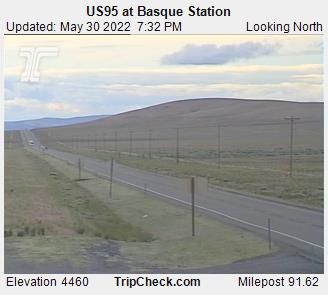 US95 at Basque Station
Updated: May 30 2022 7:32 PM Looking North
Elevation 4460 TripCheck.com Milepost 91.62